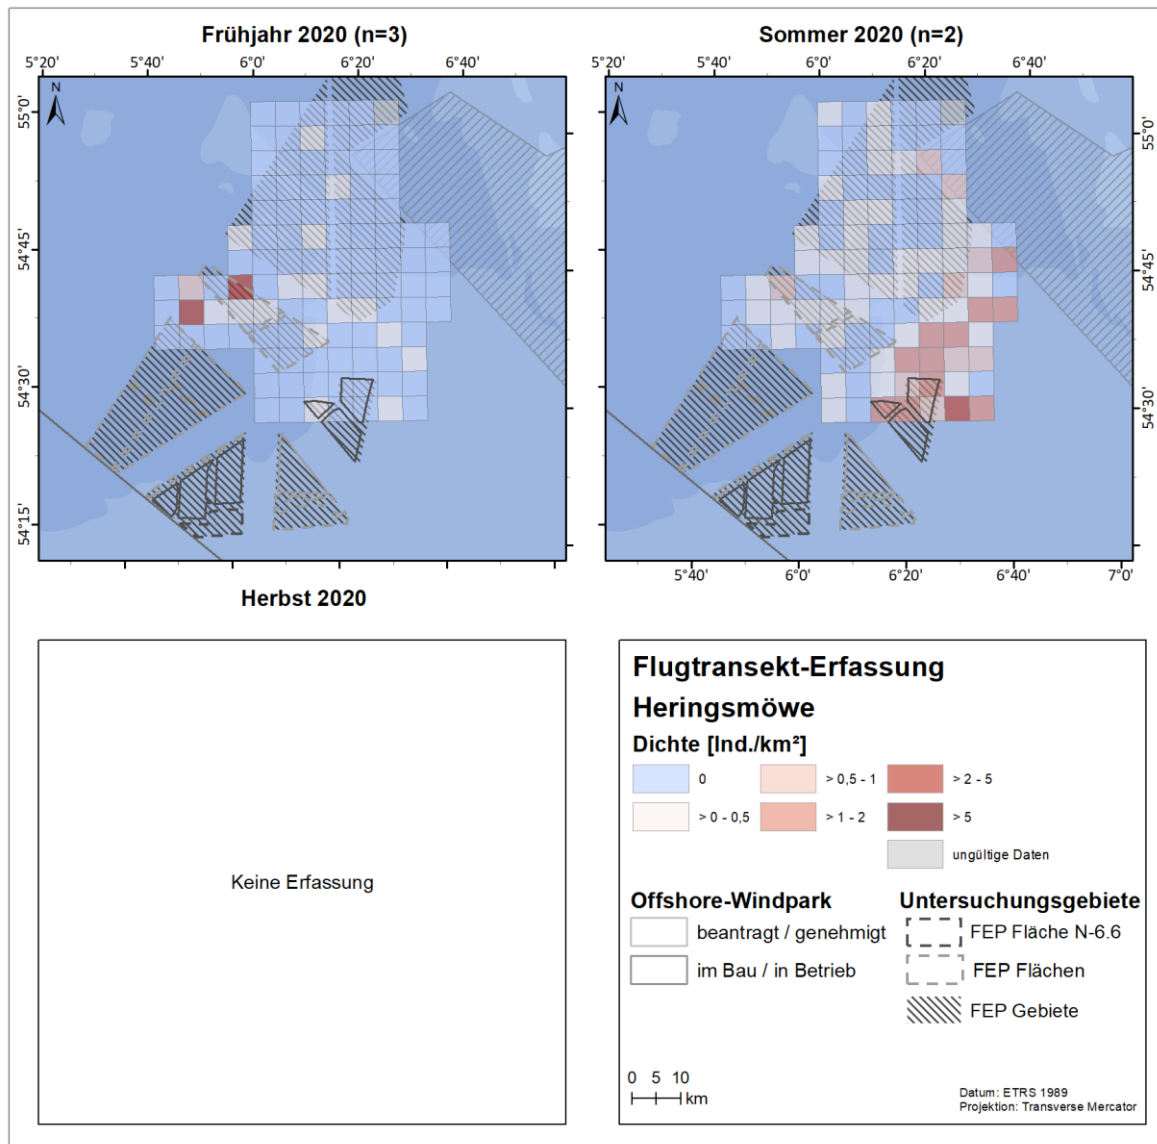 Frühjahr 2020 (n=3)
Sommer 2020 (n=2)
5°20' 5°40' 6°0' 6°20' 6°40'
5°20' 5°40' 6°0' 6°20' 6°40'
N
N
55°0'
54°45'
54°30'
54°15'
55°0'
54°45'
54°30'
54°15'
5°40' 6°0' 6°20' 6°40' 7°0'
Herbst 2020
Keine Erfassung
Flugtransekt-Erfassung
Heringsmöwe
Dichte [Ind./km²]
0 > 0,5 - 1 > 2 - 5
> 0 - 0,5 > 1 - 2 > 5
ungültige Daten
Offshore-Windpark
beantragt / genehmigt
im Bau / in Betrieb
Untersuchungsgebiete
FEP Fläche N-6.6
FEP Flächen
FEP Gebiete
0 5 10
km
Datum: ETRS 1989
Projektion: Transverse Mercator